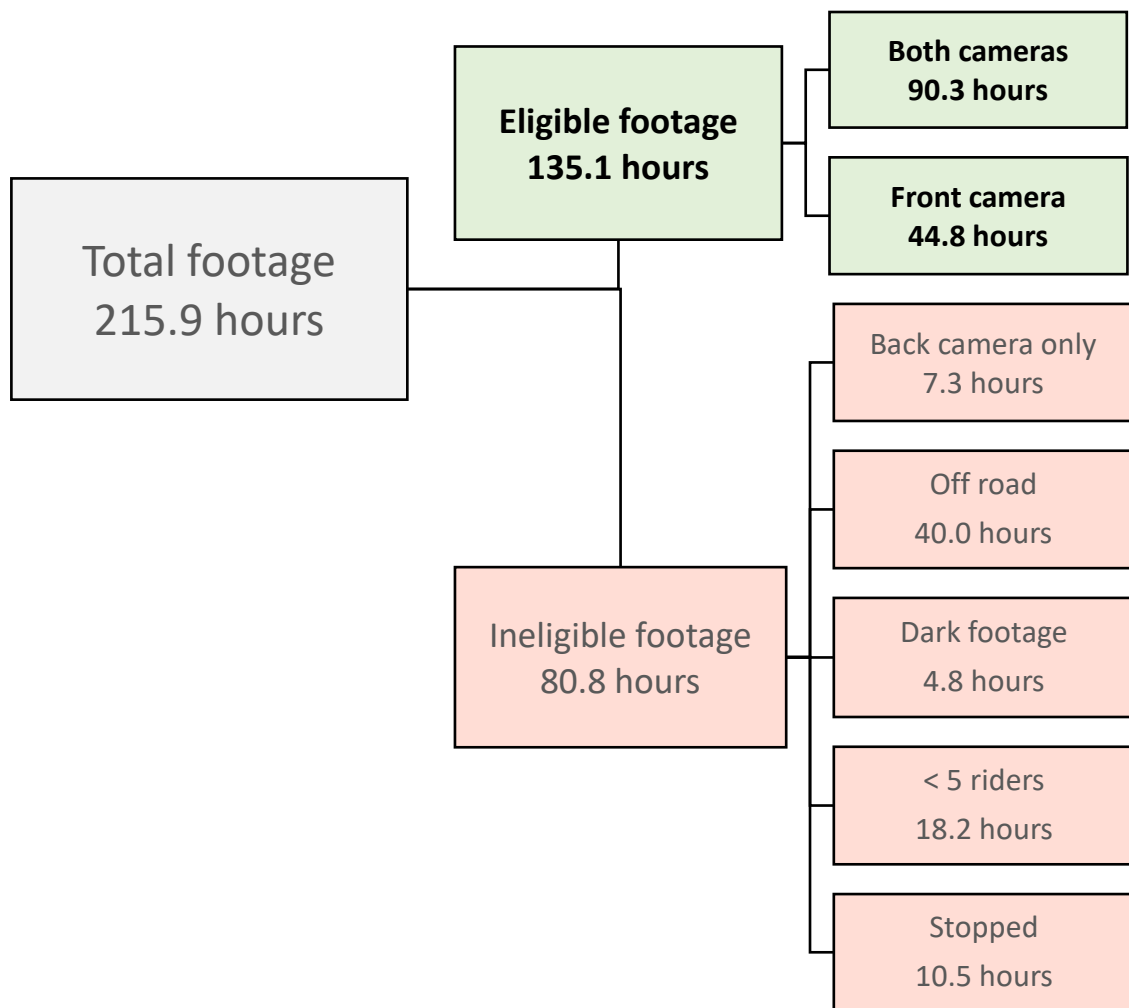 Total footage
215.9 hours
Eligible footage
135.1 hours
Both cameras
90.3 hours
Front camera
44.8 hours
Ineligible footage
80.8 hours
Back camera only
7.3 hours
Off road
40.0 hours
Dark footage
4.8 hours
< 5 riders
18.2 hours
Stopped
10.5 hours